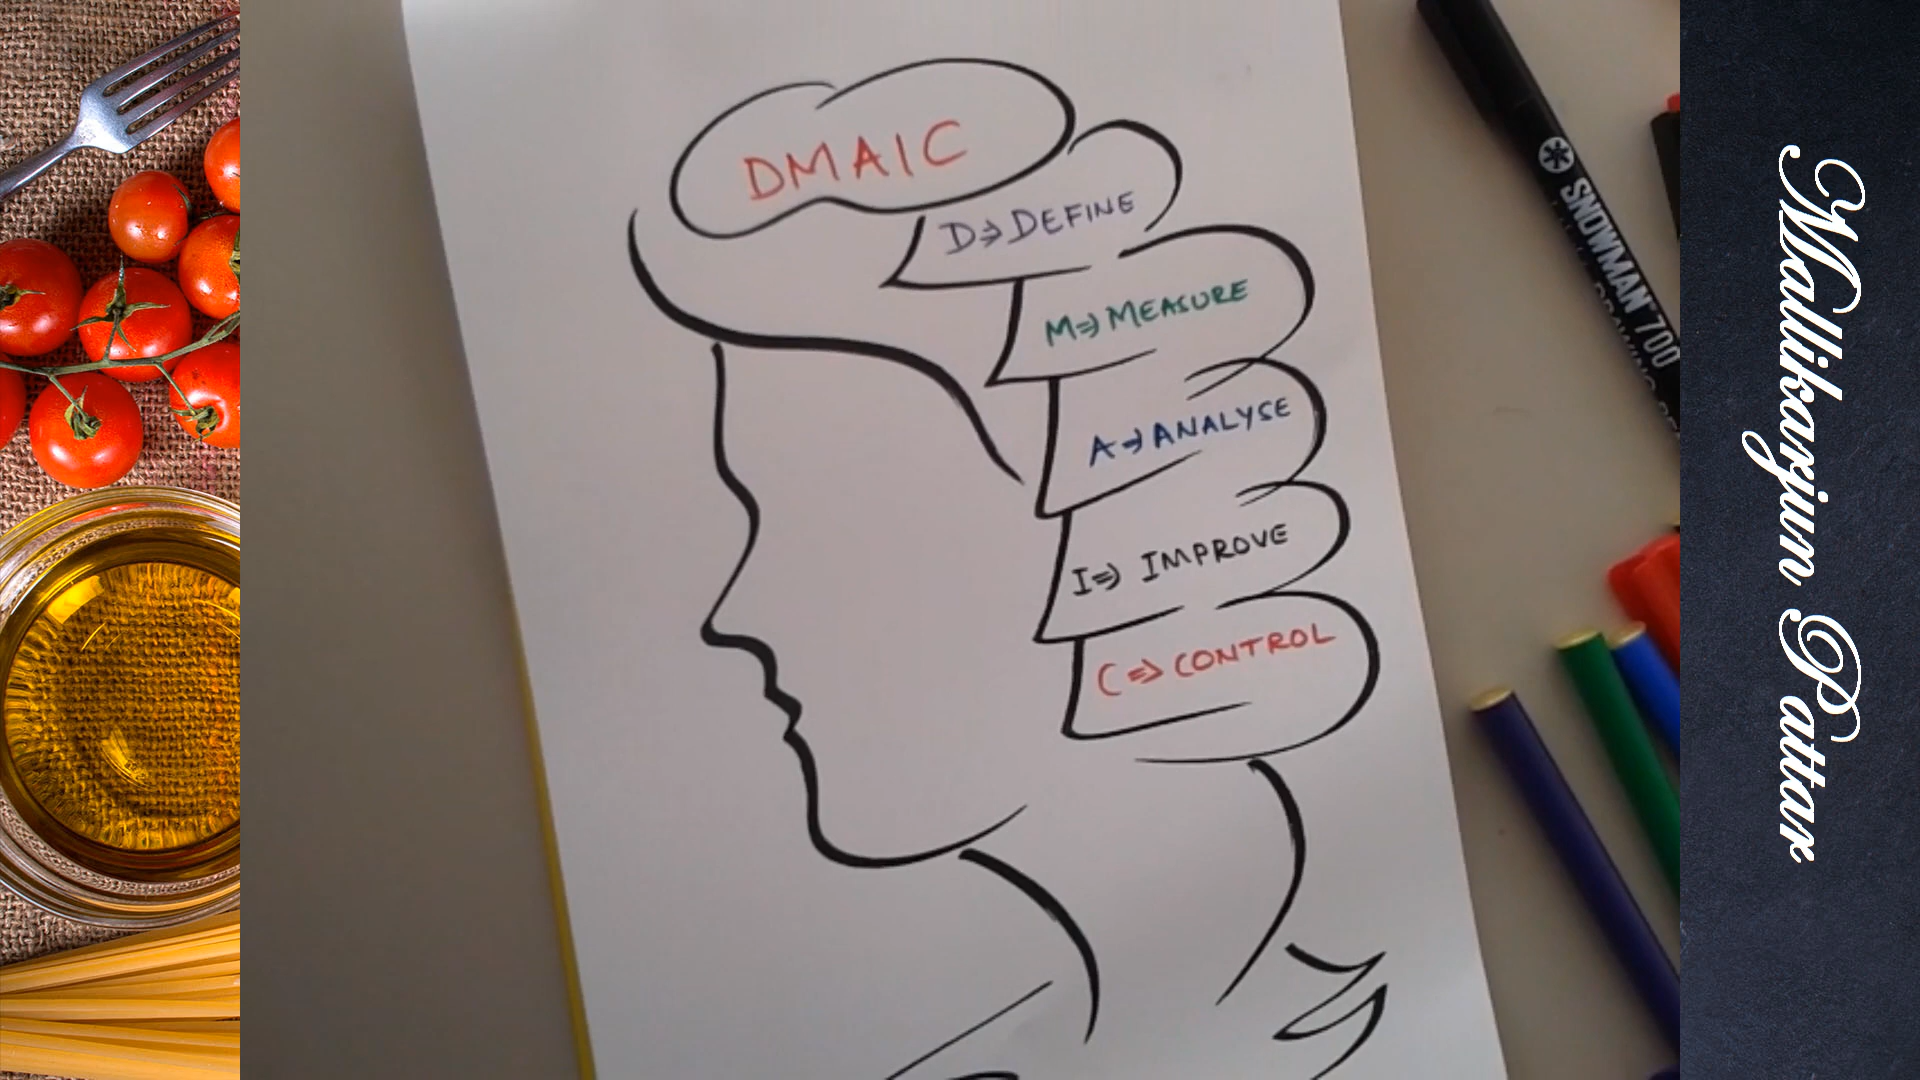 DMAIC
D⇒DEFINE
M⇒MEASURE
A⇒ANALYSE
I⇒ IMPROVE
C⇒CONTROL
SNOWMAN 700
Mallikarjun Pattar